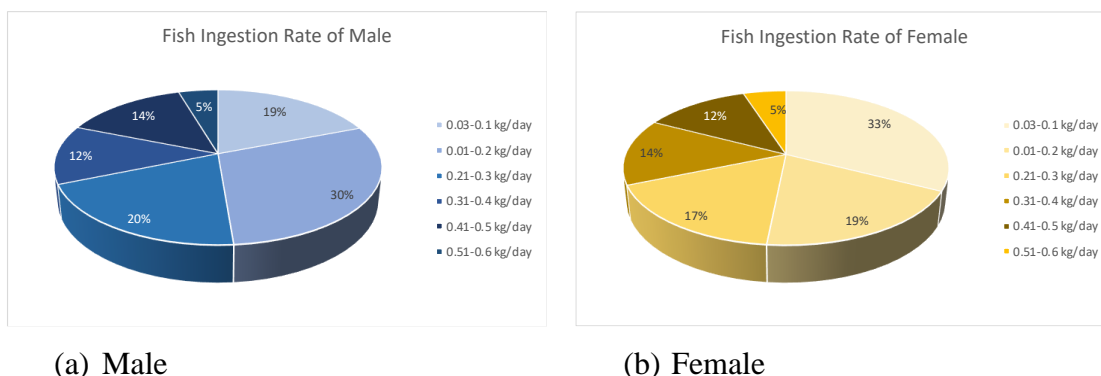 Fish Ingestion Rate of Male
5%
14%
19%
12%
30%
20%
0.03-0.1 kg/day
0.01-0.2 kg/day
0.21-0.3 kg/day
0.31-0.4 kg/day
0.41-0.5 kg/day
0.51-0.6 kg/day
(a) Male
Fish Ingestion Rate of Female
5%
12%
33%
14%
17%
19%
0.03-0.1 kg/day
0.01-0.2 kg/day
0.21-0.3 kg/day
0.31-0.4 kg/day
0.41-0.5 kg/day
0.51-0.6 kg/day
(b) Female